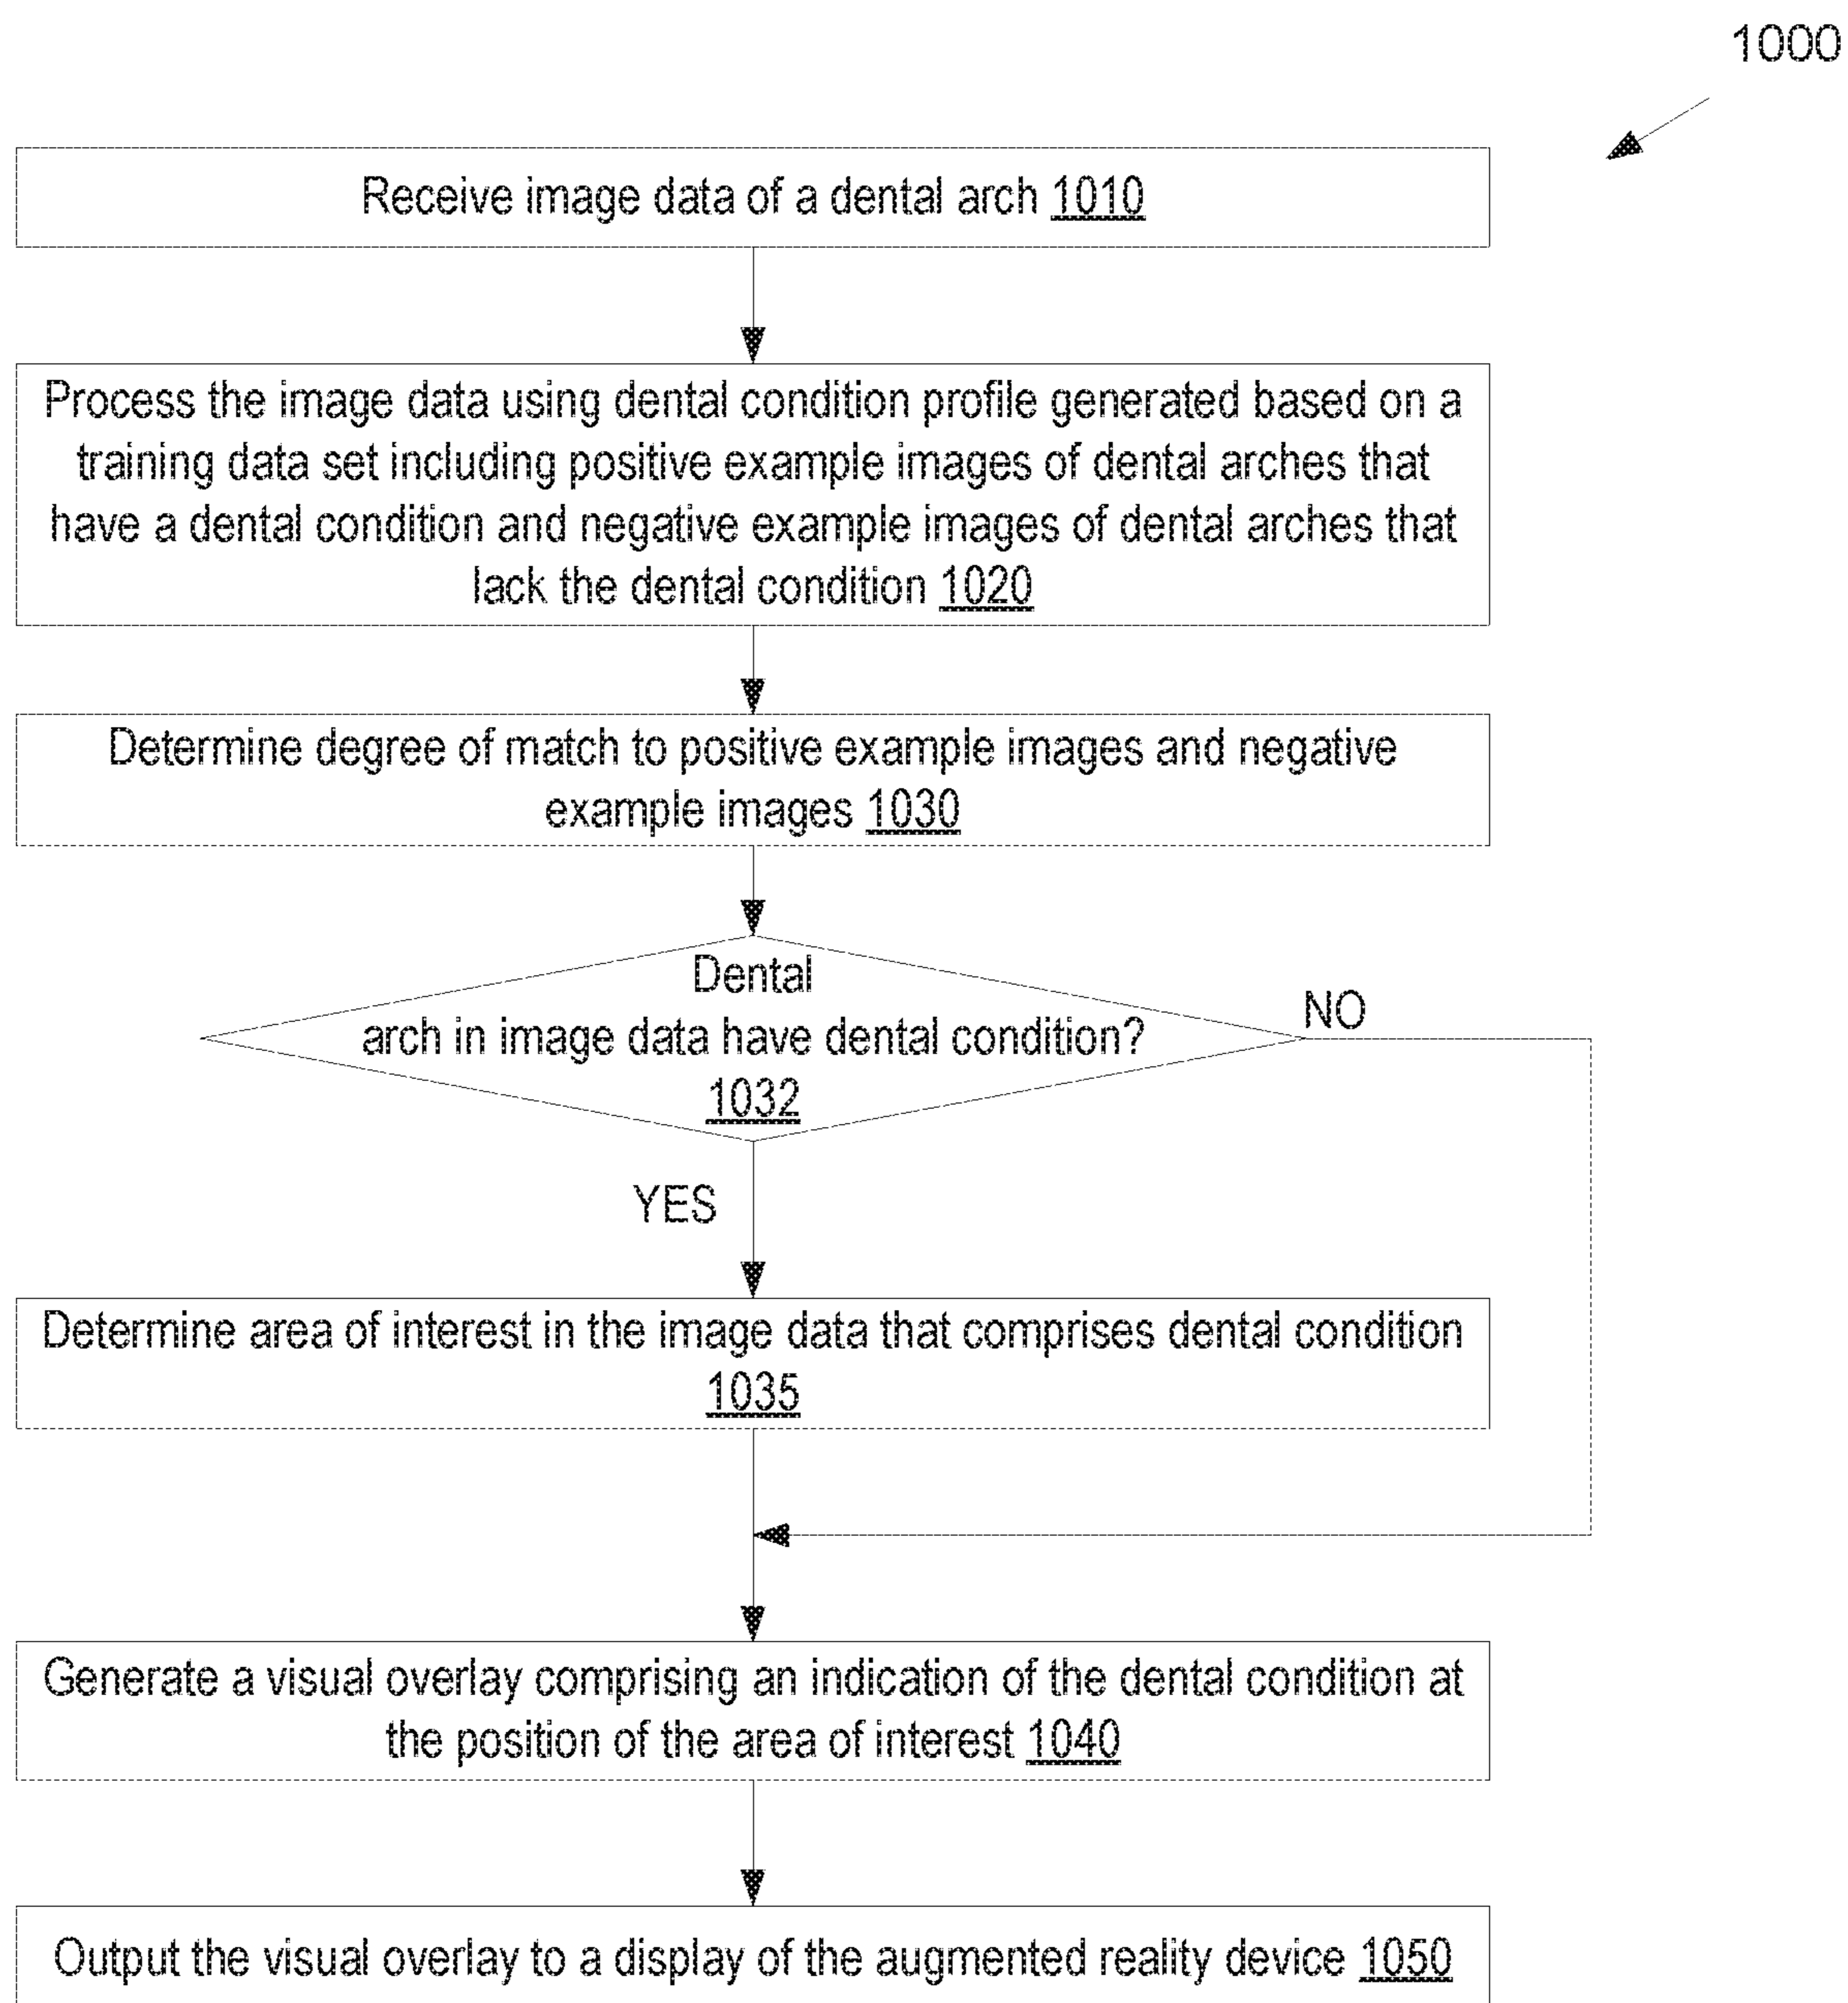 1000
Receive image data of a dental arch 1010
Process the image data using dental condition profile generated based on a
training data set including positive example images of dental arches that
have a dental condition and negative example images of dental arches that
lack the dental condition 1020
Determine degree of match to positive example images and negative
example images 1030
Dental
arch in image data have dental condition?
1032
NO
YES
Determine area of interest in the image data that comprises dental condition
1035
Generate a visual overlay comprising an indication of the dental condition at
the position of the area of interest 1040
Output the visual overlay to a display of the augmented reality device 1050